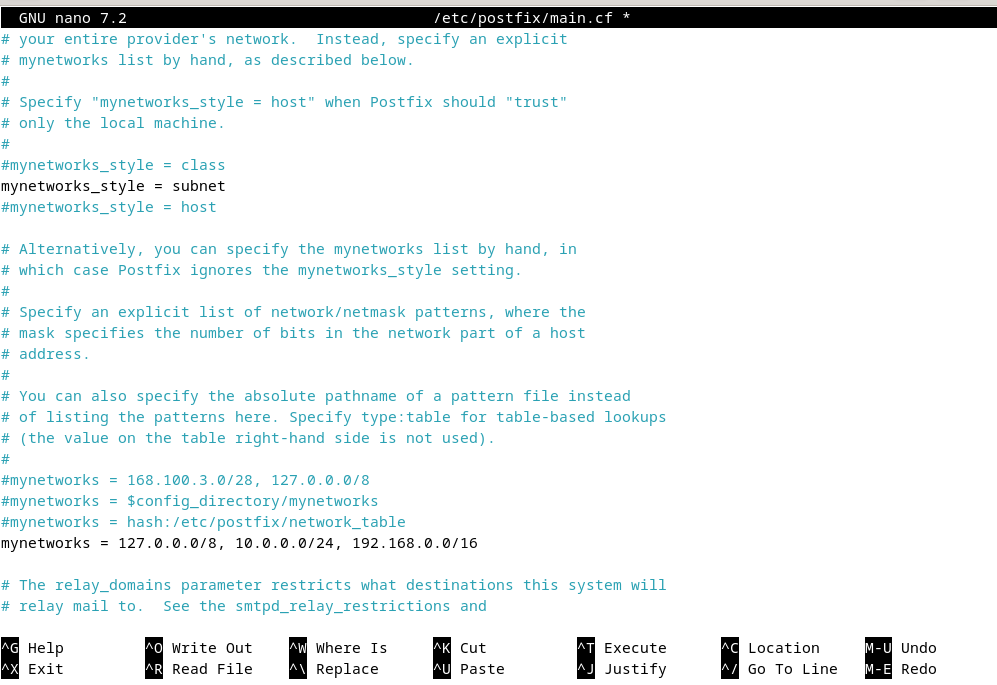 GNU nano 7.2 /etc/postfix/main.cf *
# your entire provider's network.  Instead, specify an explicit
# mynetworks list by hand, as described below.
#
# Specify "mynetworks_style = host" when Postfix should "trust"
# only the local machine.
#
#mynetworks_style = class
mynetworks_style = subnet
#mynetworks_style = host

# Alternatively, you can specify the mynetworks list by hand, in
# which case Postfix ignores the mynetworks_style setting.
#
# Specify an explicit list of network/netmask patterns, where the
# mask specifies the number of bits in the network part of a host
# address.
#
# You can also specify the absolute pathname of a pattern file instead
# of listing the patterns here. Specify type:table for table-based lookups
# (the value on the table right-hand side is not used).
#
#mynetworks = 168.100.3.0/28, 127.0.0.0/8
#mynetworks = $config_directory/mynetworks
#mynetworks = hash:/etc/postfix/network_table
mynetworks = 127.0.0.0/8, 10.0.0.0/24, 192.168.0.0/16

# The relay_domains parameter restricts what destinations this system will
# relay mail to.  See the smtpd_relay_restrictions and

^G Help ^O Write Out ^W Where Is ^K Cut ^T Execute ^C Location M-U Undo
^X Exit ^R Read File ^\ Replace ^U Paste ^J Justify ^/ Go To Line M-E Redo